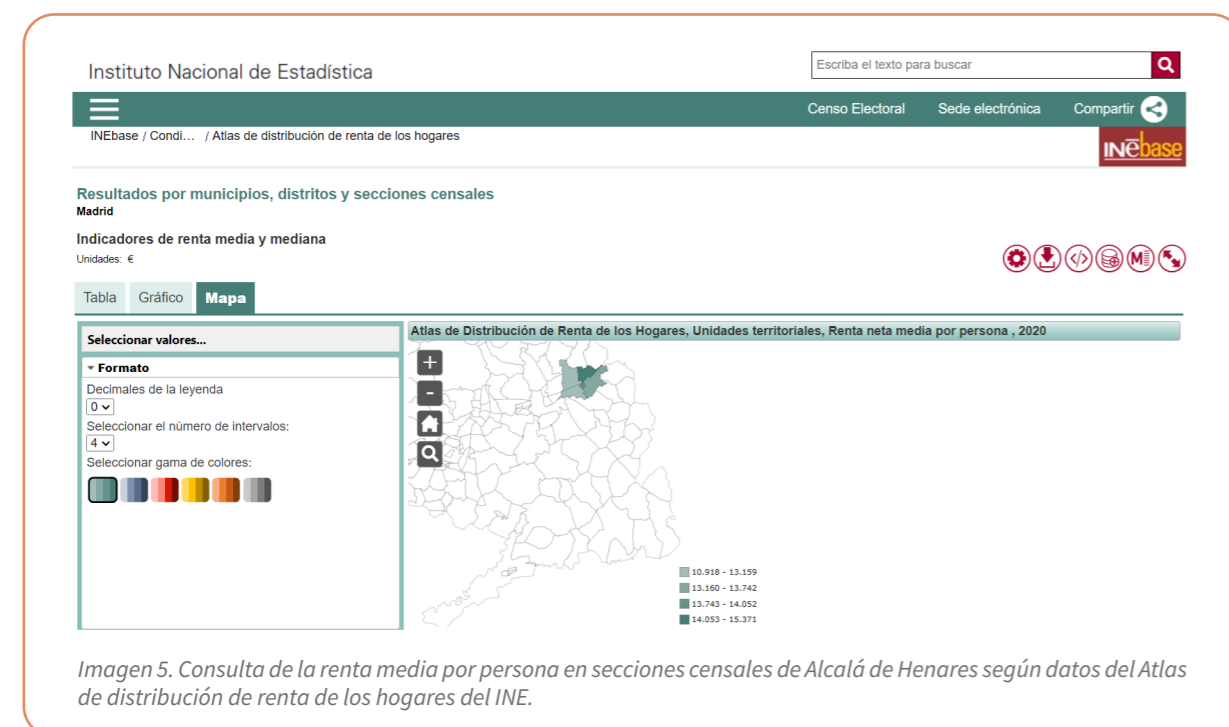 Instituto Nacional de Estadística
Escriba el texto para buscar
Censo Electoral Sede electrónica Compartir
INEbase / Condi... / Atlas de distribución de renta de los hogares
INēbase
Resultados por municipios, distritos y secciones censales
Madrid
Indicadores de renta media y mediana
Unidades: €
M
Tabla Gráfico Mapa
Seleccionar valores...
Formato
Decimales de la leyenda
0
Seleccionar el número de intervalos:
4
Seleccionar gama de colores:
Atlas de Distribución de Renta de los Hogares, Unidades territoriales, Renta neta media por persona , 2020
+
-
10.918 - 13.159
13.160 - 13.742
13.743 - 14.052
14.053 - 15.371
Imagen 5. Consulta de la renta media por persona en secciones censales de Alcalá de Henares según datos del Atlas
de distribución de renta de los hogares del INE.